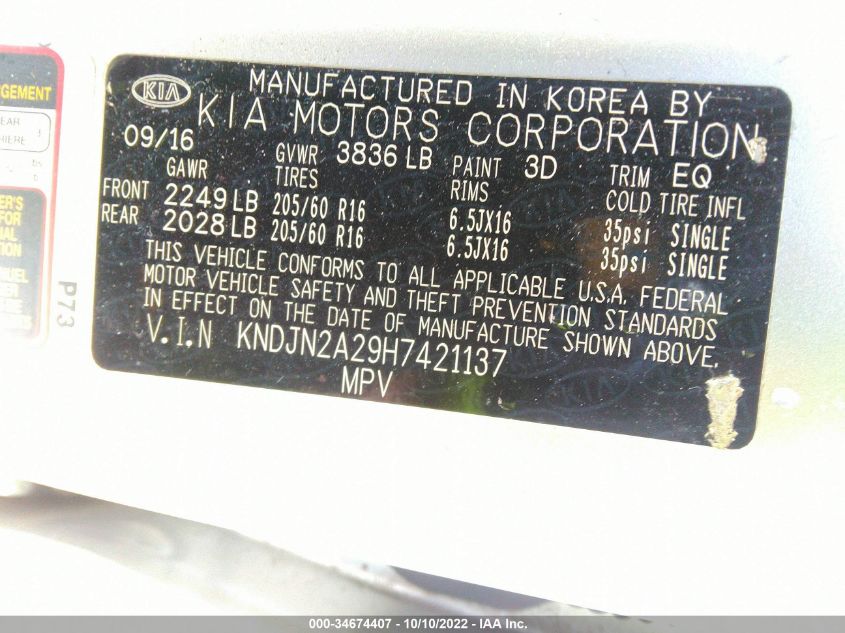 KIA
MANUFACTURED IN KOREA BY
KIA MOTORS CORPORATION
09/16 GVWR 3836 LB PAINT 3D TRIM EQ
GAWR TIRES RIMS COLD TIRE INFL
FRONT 2249 LB 205/60 R16 6.5JX16 35psi SINGLE
REAR 2028 LB 205/60 R16 6.5JX16 35psi SINGLE
THIS VEHICLE CONFORMS TO ALL APPLICABLE U.S.A. FEDERAL
MOTOR VEHICLE SAFETY AND THEFT PREVENTION STANDARDS
IN EFFECT ON THE DATE OF MANUFACTURE SHOWN ABOVE.
V.I.N KNDJN2A29H7421137
MPV
P73
000-34674407 - 10/10/2022 - IAA Inc.